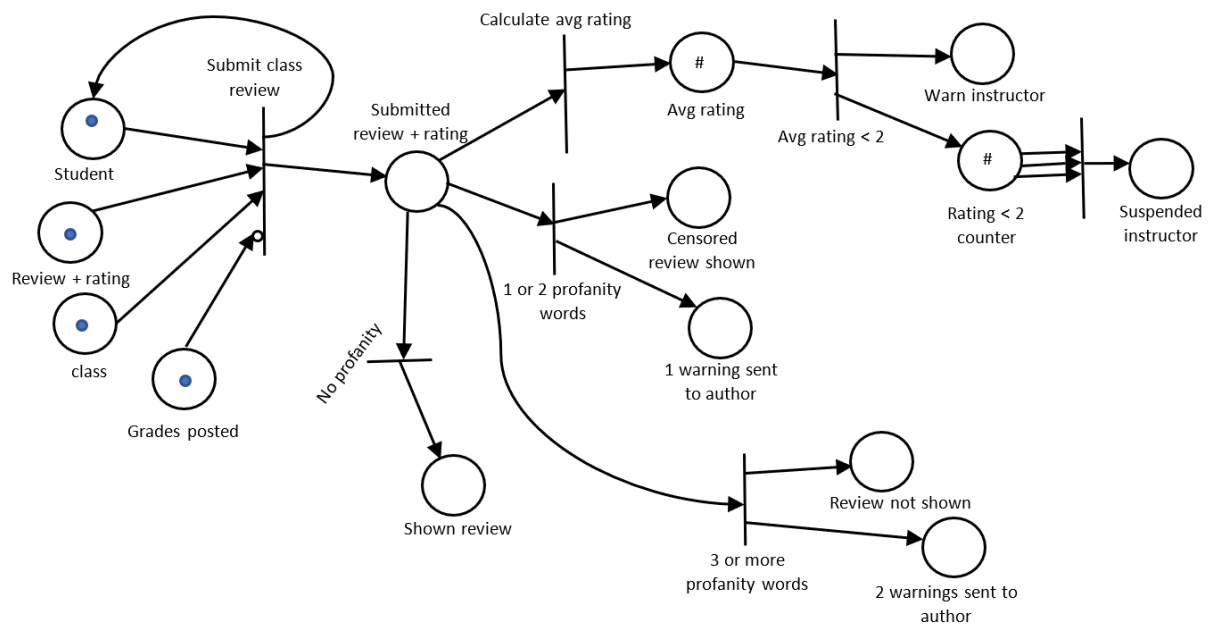 Calculate avg rating
Submit class
review
#
Avg rating
Warn instructor
Avg rating < 2
Submitted
review + rating
Student
#
Rating < 2
counter
Suspended
instructor
Review + rating
Censored
review shown
1 or 2 profanity
words
class
No profanity
1 warning sent
to author
Grades posted
Shown review
Review not shown
3 or more
profanity words
2 warnings sent to
author